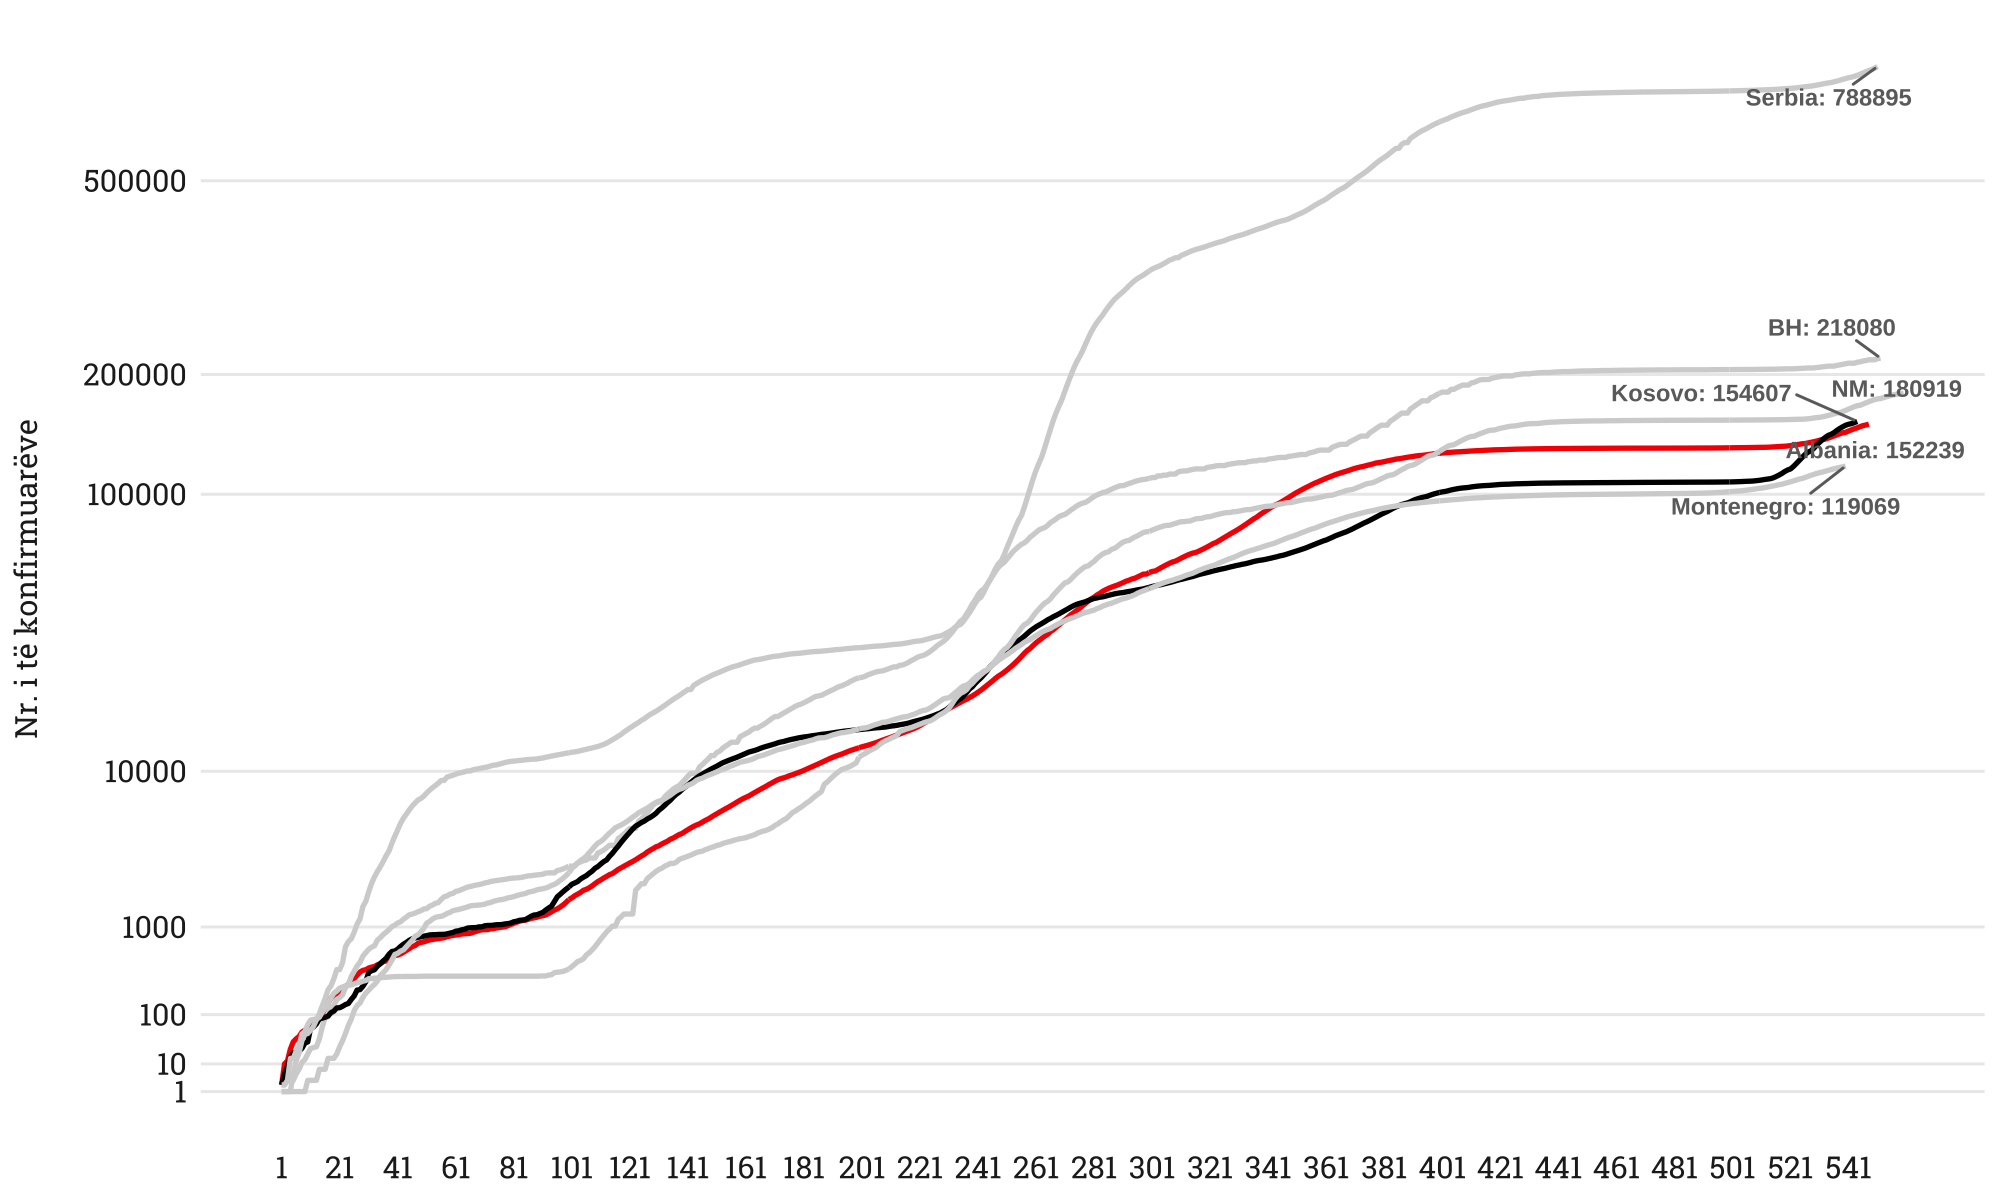 Serbia: 788895
500000
BH: 218080
200000
Kosovo: 154607
NM: 180919
Albania: 152239
100000
Montenegro: 119069
Nr. i të konfirmuarëve
10000
1000
100
10
1
1 21 41 61 81 101 121 141 161 181 201 221 241 261 281 301 321 341 361 381 401 421 441 461 481 501 521 541